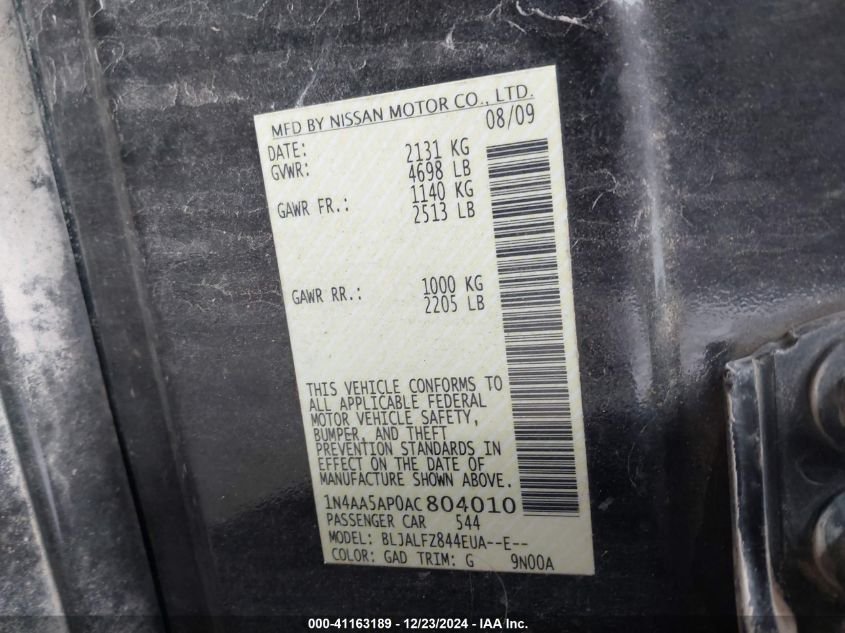 MFD BY NISSAN MOTOR CO., LTD.
DATE: 08/09
GVWR: 2131 KG
4698 LB
GAWR FR.: 1140 KG
2513 LB
GAWR RR.: 1000 KG
2205 LB
THIS VEHICLE CONFORMS TO
ALL APPLICABLE FEDERAL
MOTOR VEHICLE SAFETY,
BUMPER, AND THEFT
PREVENTION STANDARDS IN
EFFECT ON THE DATE OF
MANUFACTURE SHOWN ABOVE.
1N4AA5AP0AC804010
PASSENGER CAR 544
MODEL: BLJALFZ844EUA--E--
COLOR: GAD TRIM: G 9N00A
000-41163189 - 12/23/2024 - IAA Inc.